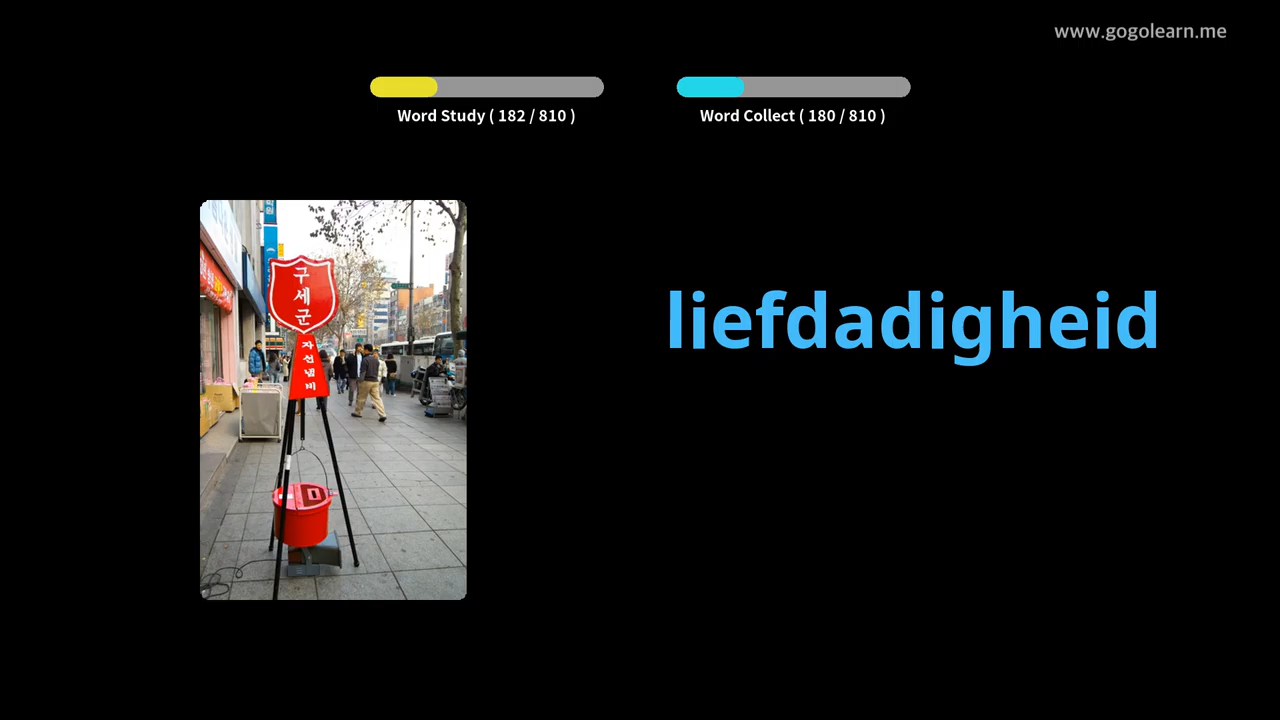 www.gogolearn.me
Word Study ( 182 / 810 )
Word Collect ( 180 / 810 )
구세군
자선냄비
liefdadigheid